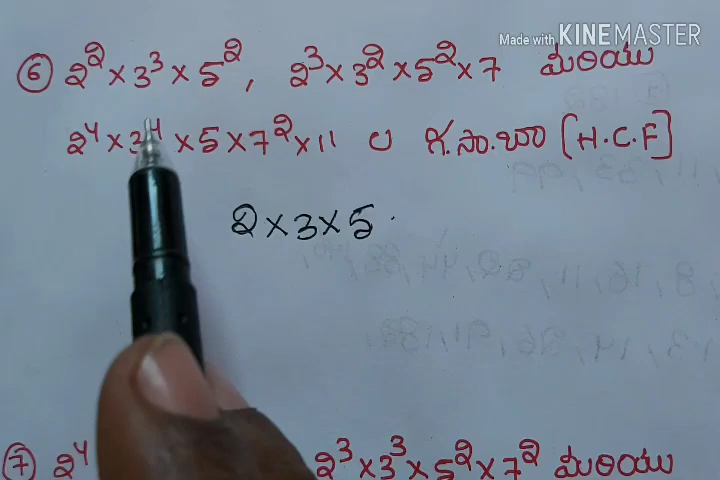 Made with KINEMASTER
⑥ 2² × 3³ × 5², 2³ × 3² × 5² × 7 మరియు
2⁴ × 3⁴ × 5 × 7² × 11 ల గ.సా.భా [H.C.F]
2 × 3 × 5
⑦ 2⁴ 2³ × 3³ × 5² × 7² మరియు